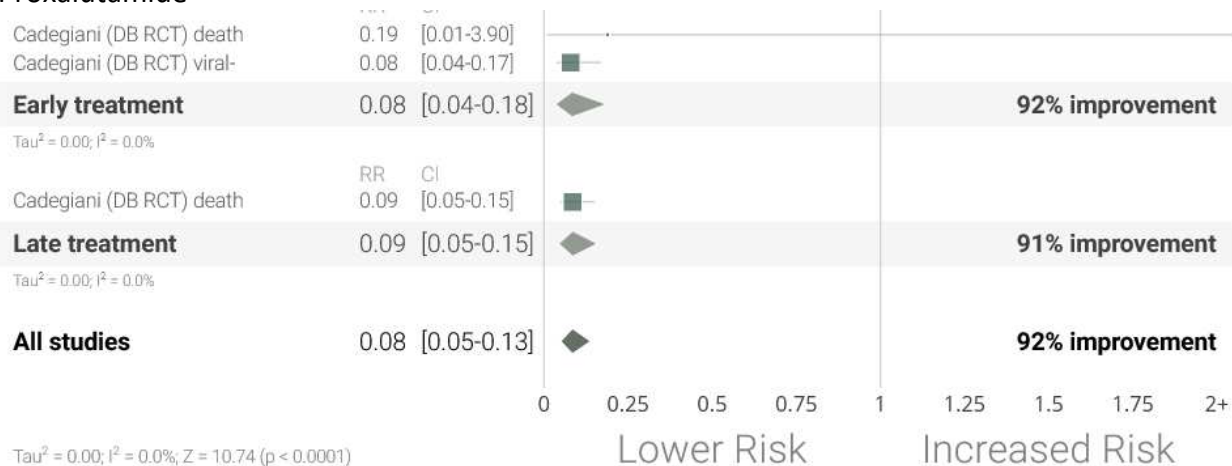 Cadegiani (DB RCT) death 0.19 [0.01-3.90]
Cadegiani (DB RCT) viral- 0.08 [0.04-0.17]
Early treatment 0.08 [0.04-0.18] 92% improvement
Tau² = 0.00; I² = 0.0%
RR CI
Cadegiani (DB RCT) death 0.09 [0.05-0.15]
Late treatment 0.09 [0.05-0.15] 91% improvement
Tau² = 0.00; I² = 0.0%
All studies 0.08 [0.05-0.13] 92% improvement
0 0.25 0.5 0.75 1 1.25 1.5 1.75 2+
Tau² = 0.00; I² = 0.0%; Z = 10.74 (p < 0.0001) Lower Risk Increased Risk